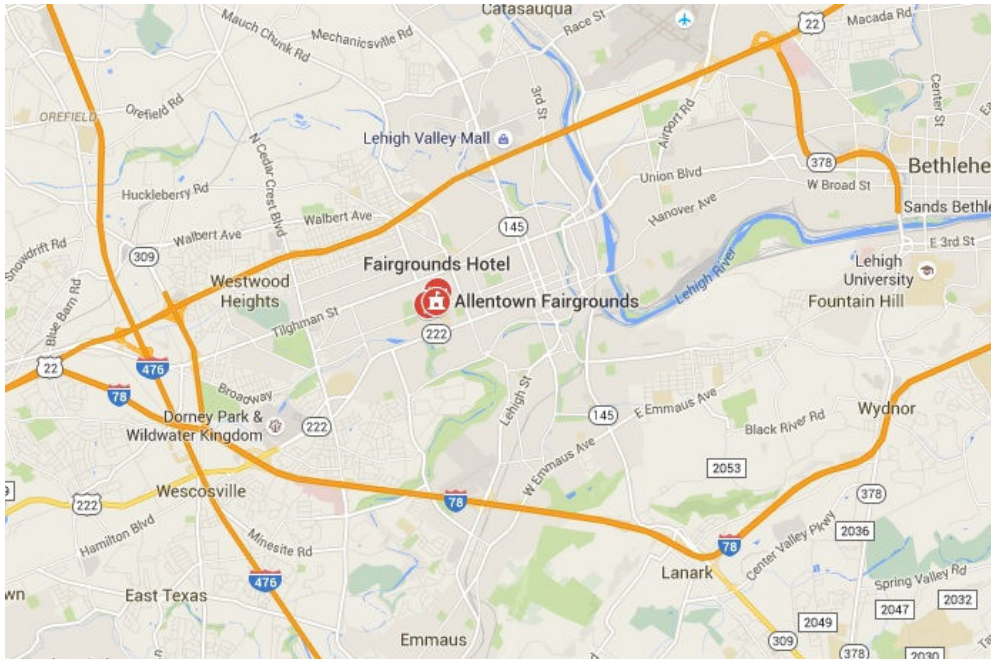 Catasauqua
Mauch Chunk Rd
Mechanicsville Rd
Race St
22
Macada Rd
Orefield Rd
OREFIELD
3rd St
Airport Rd
Center St
Lehigh Valley Mall
N Cedar Crest Blvd
378
Bethlehe
Union Blvd
W Broad St
Huckleberry Rd
Hanover Ave
Sands Bethle
Walbert Ave
145
Walbert Ave
Snowdrift Rd
309
E 3rd St
Fairgrounds Hotel
Lehigh River
Lehigh
University
Westwood
Heights
Allentown Fairgrounds
Fountain Hill
Blue Barn Rd
Tilghman St
222
22
476
78
Broadway
Lehigh St
Dorney Park &
Wildwater Kingdom
222
145
E Emmaus Ave
Wydnor
Black River Rd
W Emmaus Ave
2053
Wescosville
9
222
78
378
Hamilton Blvd
Minesite Rd
78
2036
Center Valley Pkwy
476
Lanark
Spring Valley Rd
wn
East Texas
2032
2047
2049
Emmaus
309
378
2030